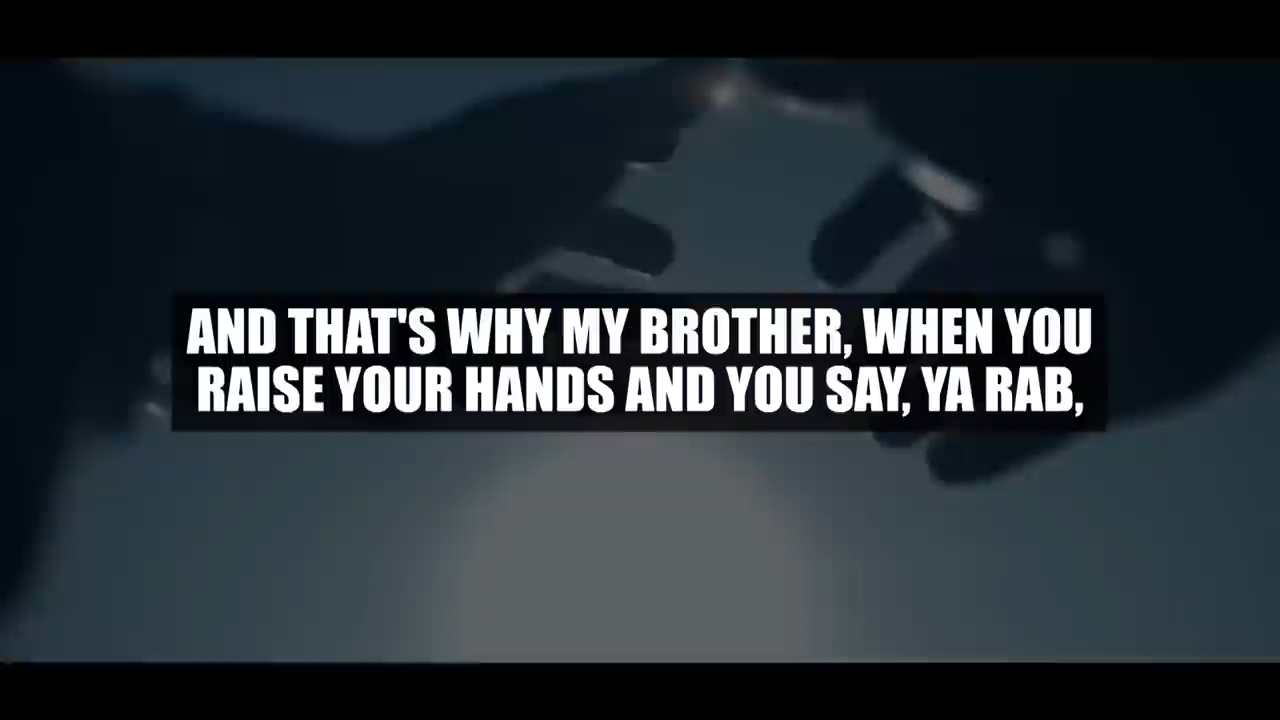 AND THAT'S WHY MY BROTHER, WHEN YOU
RAISE YOUR HANDS AND YOU SAY, YA RAB,